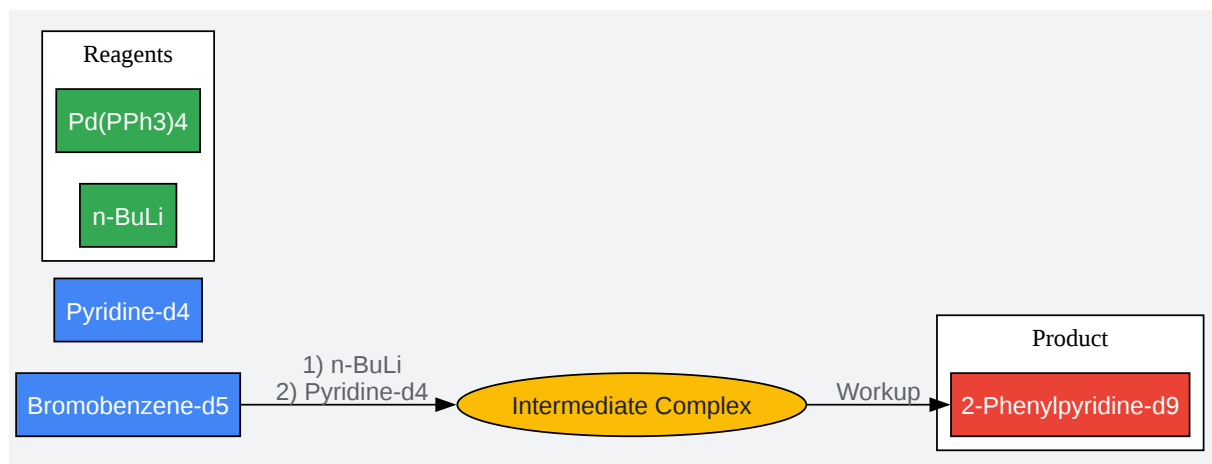 Reagents
Pd(PPh3)4
n-BuLi
Pyridine-d4
Bromobenzene-d5
1) n-BuLi
2) Pyridine-d4
Intermediate Complex
Workup
Product
2-Phenylpyridine-d9